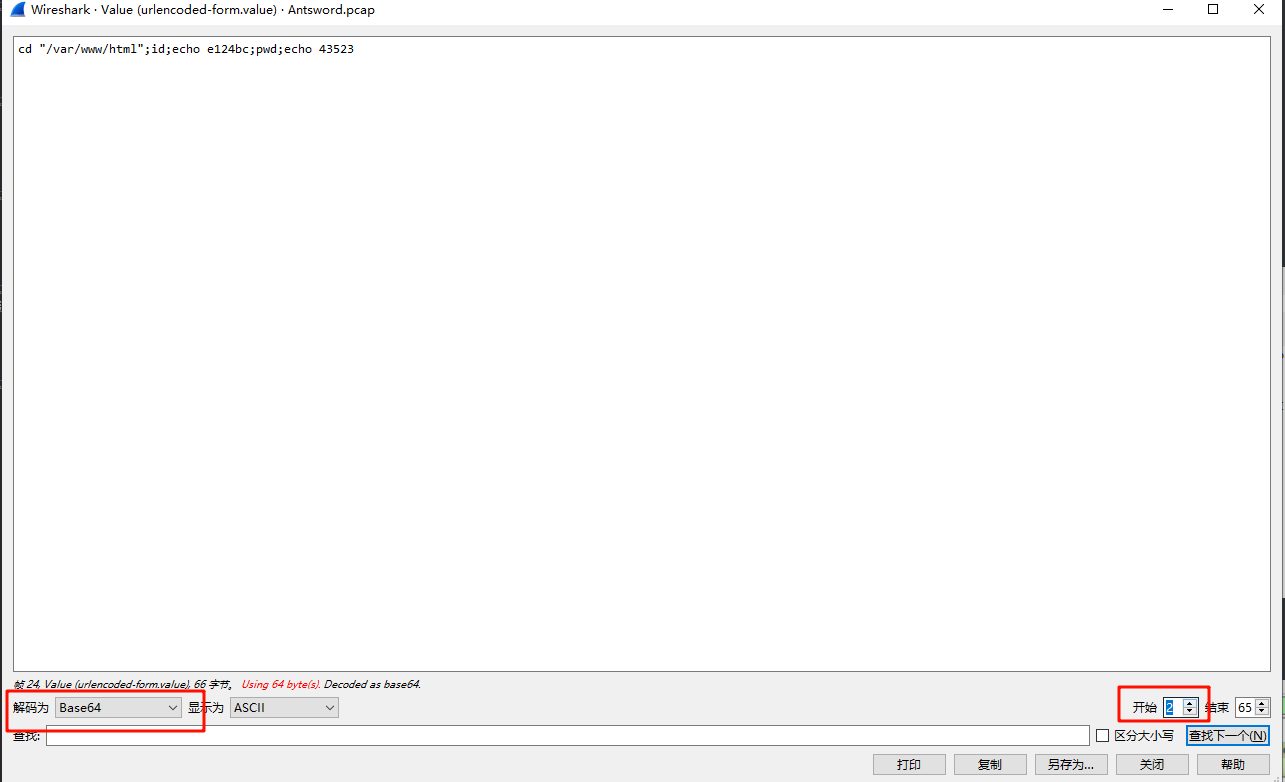 Wireshark · Value (urlencoded-form.value) · Antsword.pcap
cd "/var/www/html";id;echo e124bc;pwd;echo 43523
帧 24, Value (urlencoded-form.value), 66 字节。 Using 64 byte(s). Decoded as base64.
解码为 Base64 显示为 ASCII 开始 2 结束 65
查找: 区分大小写 查找下一个(N)
打印 复制 另存为... 关闭 帮助